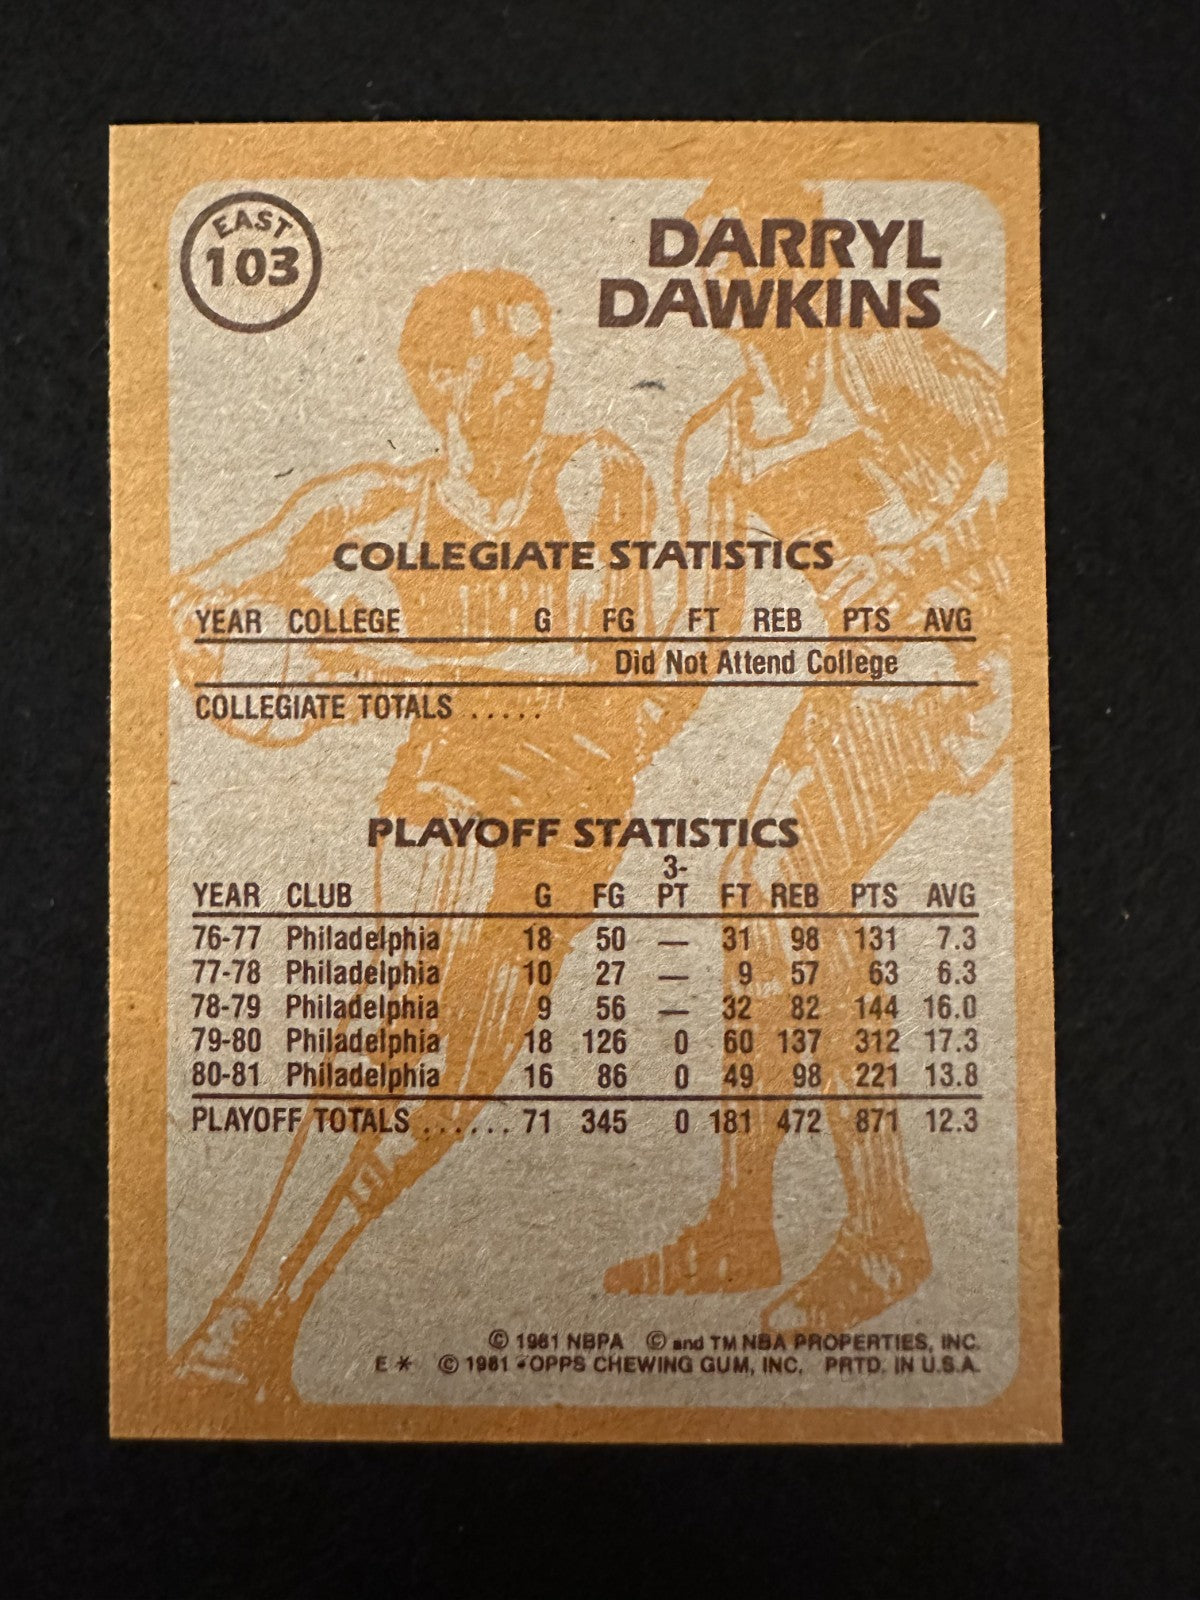 EAST
103
DARRYL
DAWKINS
COLLEGIATE STATISTICS
YEAR COLLEGE G FG FT REB PTS AVG
Did Not Attend College
COLLEGIATE TOTALS .....
PLAYOFF STATISTICS
YEAR CLUB G FG 3-PT FT REB PTS AVG
76-77 Philadelphia 18 50 — 31 98 131 7.3
77-78 Philadelphia 10 27 — 9 57 63 6.3
78-79 Philadelphia 9 56 — 32 82 144 16.0
79-80 Philadelphia 18 126 0 60 137 312 17.3
80-81 Philadelphia 16 86 0 49 98 221 13.8
PLAYOFF TOTALS ...... 71 345 0 181 472 871 12.3
© 1981 NBPA © and TM NBA PROPERTIES, INC.
E * © 1981 OPPS CHEWING GUM, INC. PRTD. IN U.S.A.